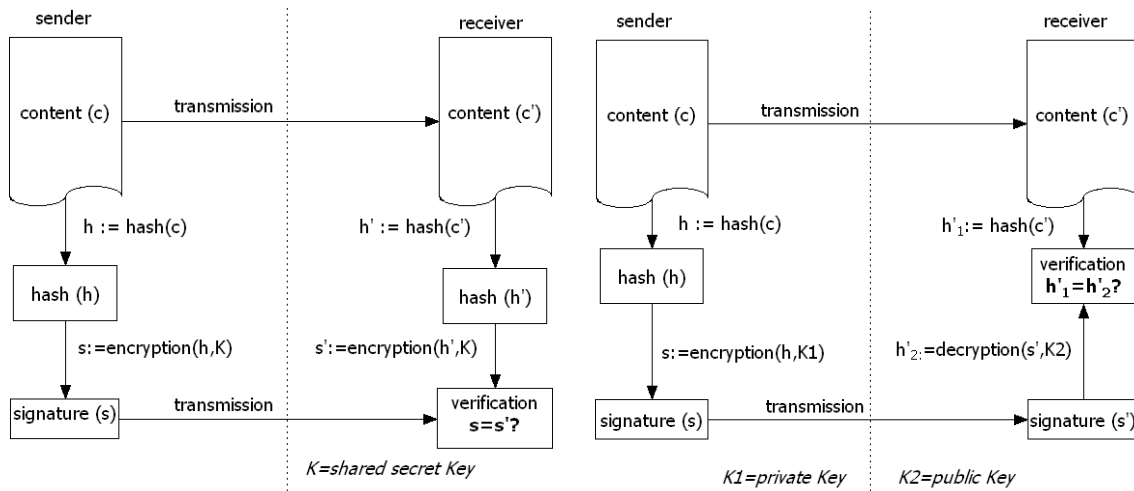 sender
receiver
content (c)
transmission
content (c')
h := hash(c)
h' := hash(c')
hash (h)
hash (h')
s:=encryption(h,K)
s':=encryption(h',K)
signature (s)
transmission
verification
s=s'?
K=shared secret Key
sender
receiver
content (c)
transmission
content (c')
h := hash(c)
h'₁:= hash(c')
hash (h)
verification
h'₁=h'₂?
s:=encryption(h,K1)
h'₂:=decryption(s',K2)
signature (s)
transmission
signature (s')
K1=private Key
K2=public Key